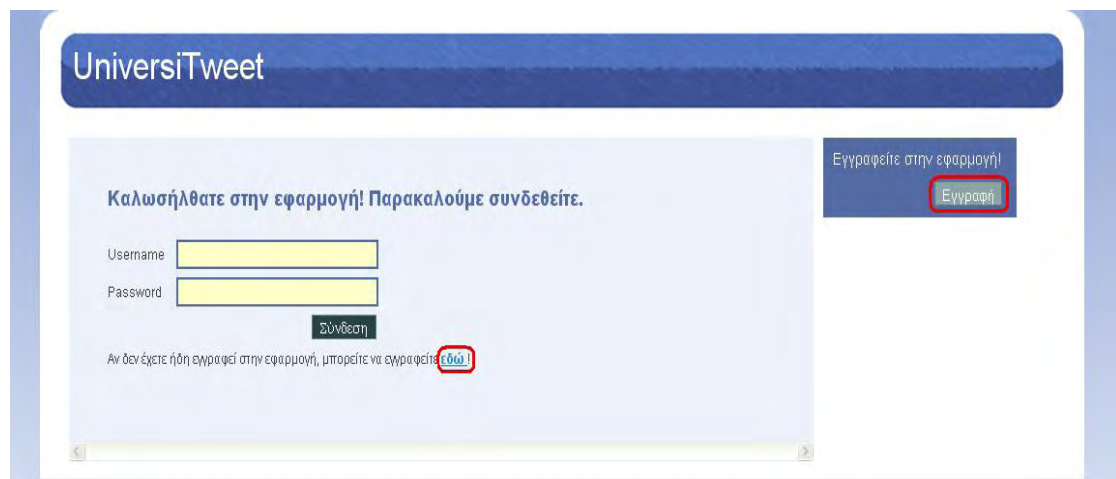 UniversiTweet
Καλωσήλθατε στην εφαρμογή! Παρακαλούμε συνδεθείτε.
Username
Password
Σύνδεση
Αν δεν έχετε ήδη εγγραφεί στην εφαρμογή, μπορείτε να εγγραφείτε εδώ !
Εγγραφείτε στην εφαρμογή!
Εγγραφή